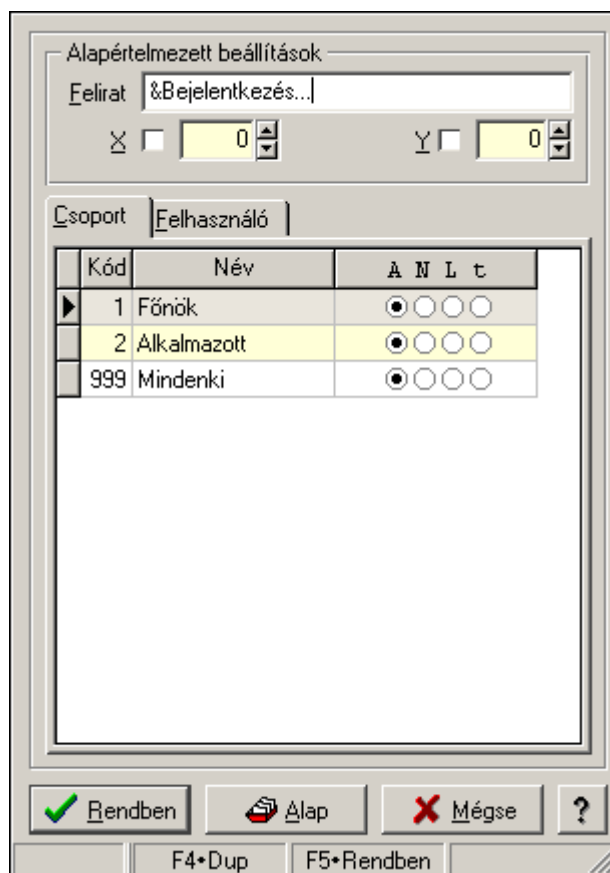 Alapértelmezett beállítások
Felirat &Bejelentkezés...
X 0 Y 0
Csoport Felhasználó
Kód Név A N L t
1 Főnök
2 Alkalmazott
999 Mindenki
Rendben Alap Mégse ?
F4•Dup F5•Rendben